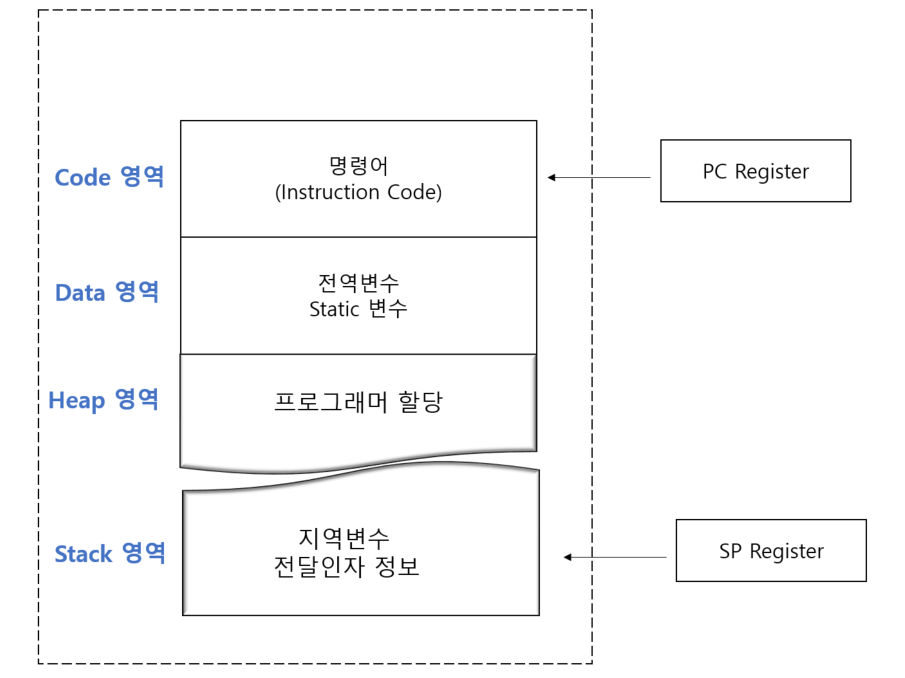 Code 영역
명령어
(Instruction Code)
PC Register
Data 영역
전역변수
Static 변수
Heap 영역
프로그래머 할당
Stack 영역
지역변수
전달인자 정보
SP Register